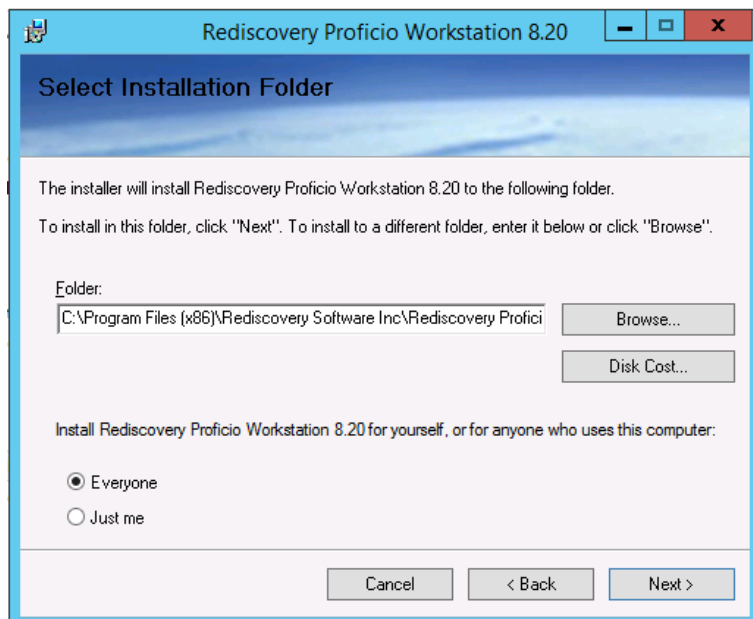 Rediscovery Proficio Workstation 8.20
Select Installation Folder
The installer will install Rediscovery Proficio Workstation 8.20 to the following folder.
To install in this folder, click "Next". To install to a different folder, enter it below or click "Browse".
Folder:
C:\Program Files (x86)\Rediscovery Software Inc\Rediscovery Profici
Browse...
Disk Cost...
Install Rediscovery Proficio Workstation 8.20 for yourself, or for anyone who uses this computer:
Everyone
Just me
Cancel
< Back
Next >